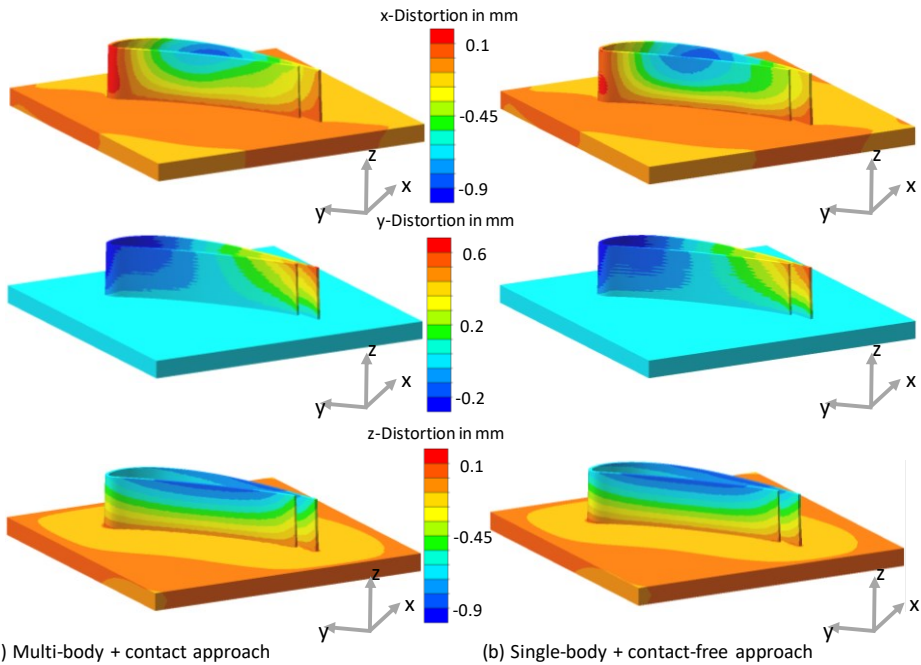 x-Distortion in mm
0.1
-0.45
-0.9
z
x
y
z
x
y
y-Distortion in mm
0.6
0.2
-0.2
z
x
y
z
x
y
z-Distortion in mm
0.1
-0.45
-0.9
z
x
y
z
x
y
) Multi-body + contact approach
(b) Single-body + contact-free approach